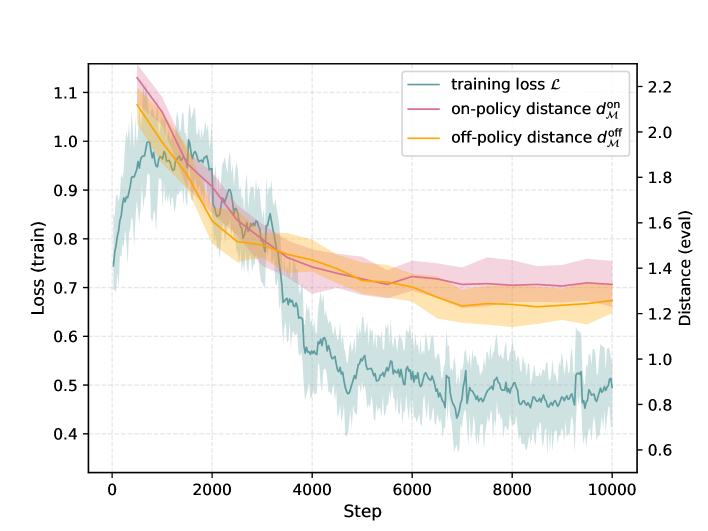 training loss ℒ
on-policy distance d_ℳ^on
off-policy distance d_ℳ^off
1.1
1.0
0.9
0.8
0.7
0.6
0.5
0.4
Loss (train)
2.2
2.0
1.8
1.6
1.4
1.2
1.0
0.8
0.6
Distance (eval)
0 2000 4000 6000 8000 10000
Step